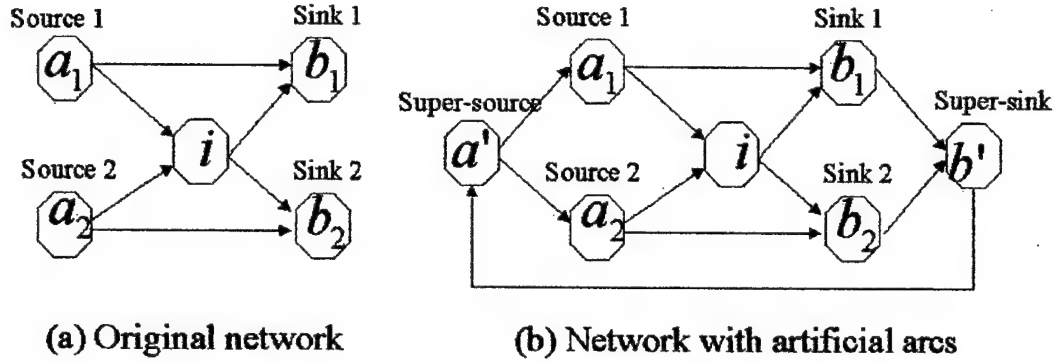 Source 1
Sink 1
a1
b1
i
Source 2
Sink 2
a2
b2
(a) Original network
Source 1
Sink 1
a1
b1
Super-source
Super-sink
a'
i
b'
Source 2
Sink 2
a2
b2
(b) Network with artificial arcs